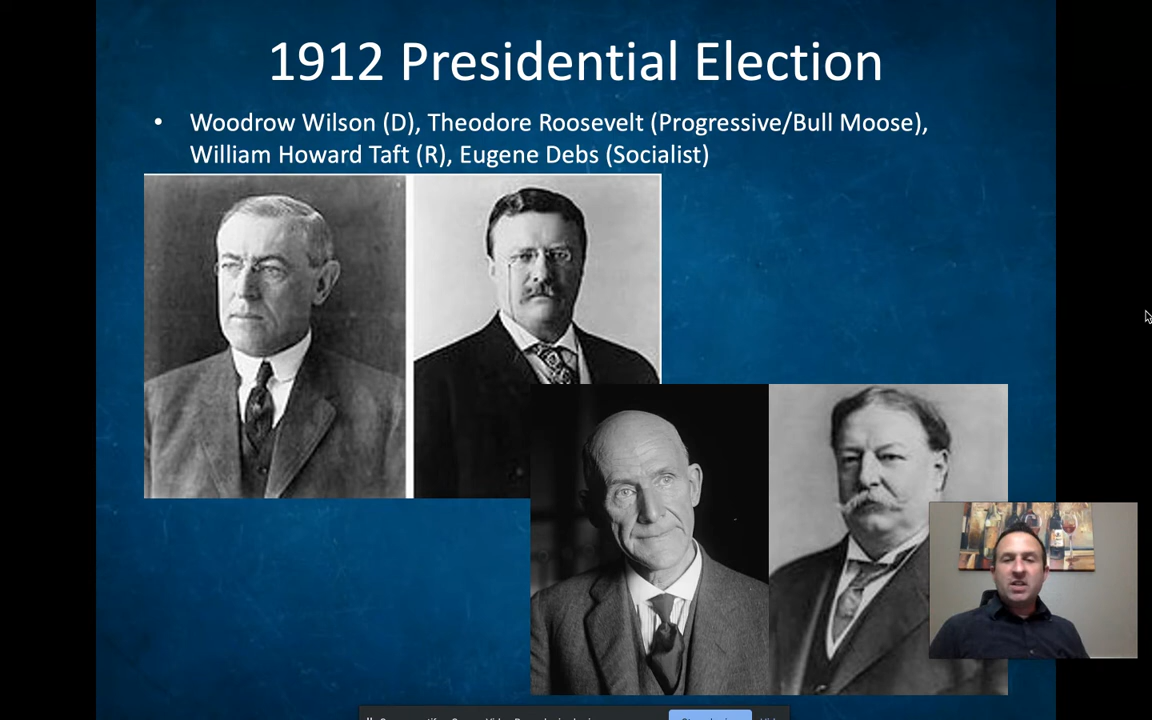 1912 Presidential Election
• Woodrow Wilson (D), Theodore Roosevelt (Progressive/Bull Moose),
William Howard Taft (R), Eugene Debs (Socialist)